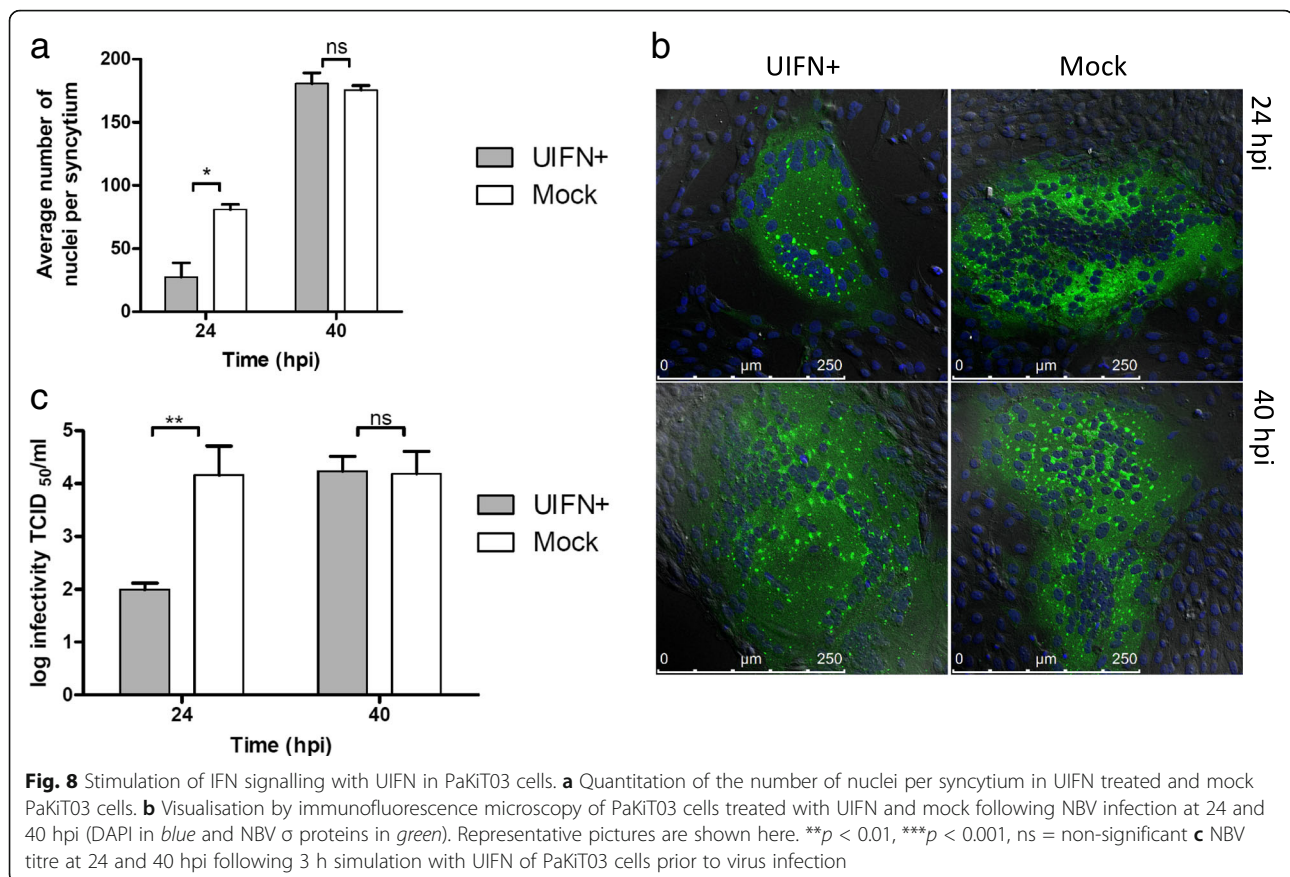 a
200
150
100
50
0
Average number of
nuclei per syncytium
*
ns
24
40
Time (hpi)
UIFN+
Mock
b
UIFN+
Mock
24 hpi
40 hpi
0 µm 250
0 µm 250
0 µm 250
0 µm 250
c
5
4
3
2
1
0
log infectivity TCID 50/ml
**
ns
24
40
Time (hpi)
UIFN+
Mock
Fig. 8 Stimulation of IFN signalling with UIFN in PaKiT03 cells. a Quantitation of the number of nuclei per syncytium in UIFN treated and mock
PaKiT03 cells. b Visualisation by immunofluorescence microscopy of PaKiT03 cells treated with UIFN and mock following NBV infection at 24 and
40 hpi (DAPI in blue and NBV σ proteins in green). Representative pictures are shown here. **p < 0.01, ***p < 0.001, ns = non-significant c NBV
titre at 24 and 40 hpi following 3 h simulation with UIFN of PaKiT03 cells prior to virus infection